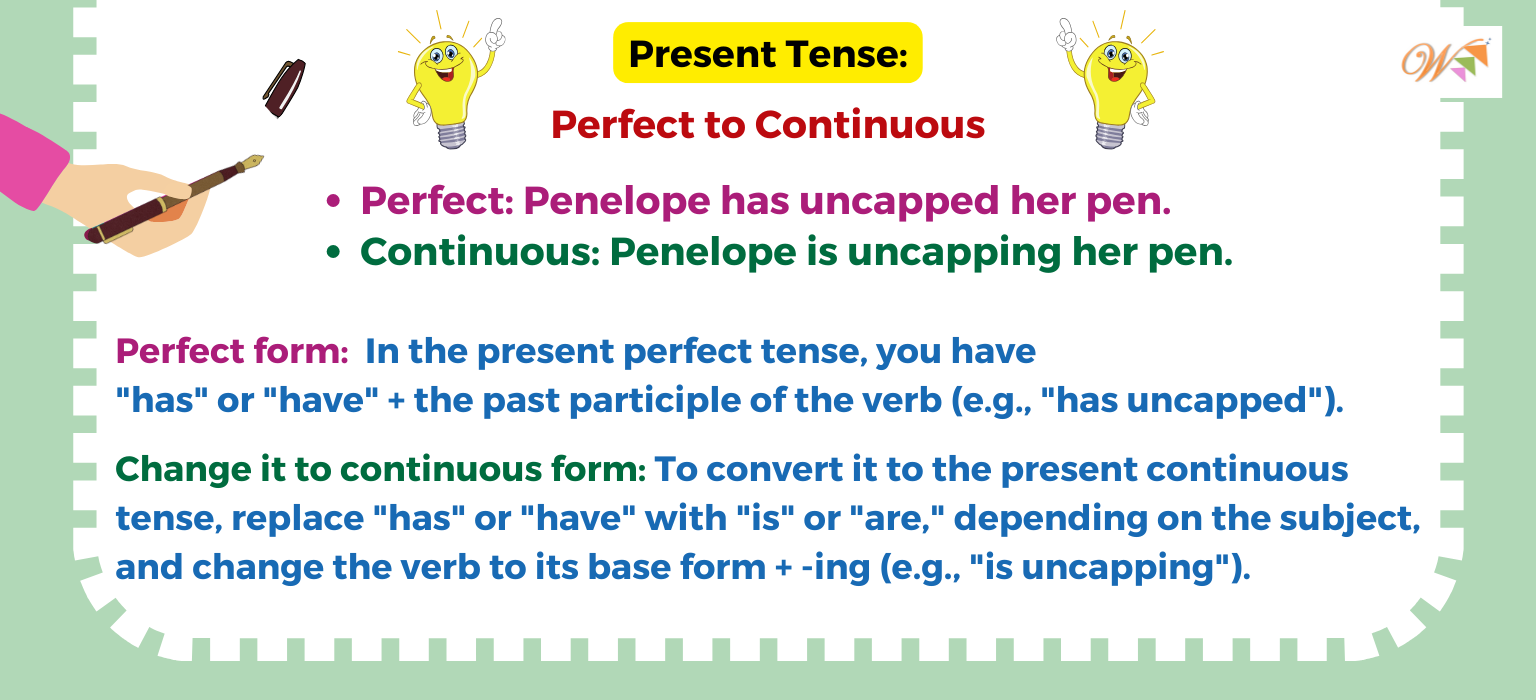 Present Tense:
Perfect to Continuous
• Perfect: Penelope has uncapped her pen.
• Continuous: Penelope is uncapping her pen.
Perfect form: In the present perfect tense, you have
"has" or "have" + the past participle of the verb (e.g., "has uncapped").
Change it to continuous form: To convert it to the present continuous
tense, replace "has" or "have" with "is" or "are," depending on the subject,
and change the verb to its base form + -ing (e.g., "is uncapping").
W